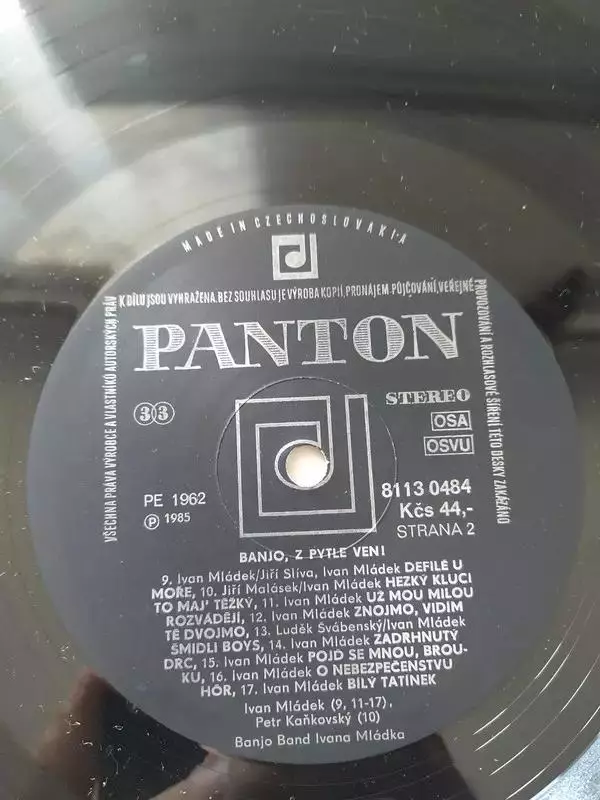 MADE IN CZECHOSLOVAKIA
VŠECHNA PRÁVA VÝROBCE A VLASTNÍKŮ AUTORSKÝCH PRÁV
K DÍLU JSOU VYHRAŽENA. BEZ SOUHLASU JE VÝROBA KOPIÍ, PRONÁJEM, PŮJČOVÁNÍ, VEŘEJNÉ
PROVOZOVÁNÍ A ROZHLASOVÉ ŠÍŘENÍ TÉTO DESKY ZAKÁZÁNO
PANTON
33
STEREO
OSA
OSVU
PE 1962
Ⓟ 1985
8113 0484
Kčs 44,-
STRANA 2
BANJO, Z PYTLE VEN!
9. Ivan Mládek/Jiří Slíva, Ivan Mládek DEFILÉ U
MOŘE, 10. Jiří Malásek/Ivan Mládek HEZKÝ KLUCI
TO MAJ' TĚŽKÝ, 11. Ivan Mládek UŽ MOU MILOU
ROZVÁDĚJÍ, 12. Ivan Mládek ZNOJMO, VIDÍM
TĚ DVOJMO, 13. Luděk Švábenský/Ivan Mládek
ŠMIDLI BOYS, 14. Ivan Mládek ZADRHNUTÝ
DRC, 15. Ivan Mládek POJĎ SE MNOU, BROU-
KU, 16. Ivan Mládek O NEBEZPEČENSTVU
HÔR, 17. Ivan Mládek BÍLÝ TATÍNEK
Ivan Mládek (9, 11-17),
Petr Kaňkovský (10)
Banjo Band Ivana Mládka